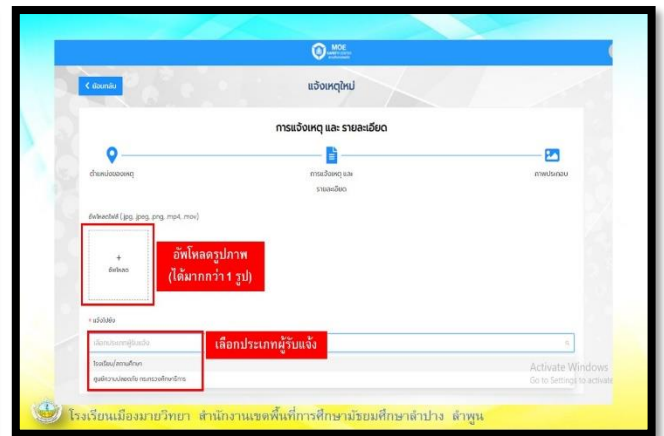 MOE
SAFETY CENTER
< ย้อนกลับ
แจ้งเหตุใหม่
การแจ้งเหตุ และ รายละเอียด
ตำแหน่งของเหตุ
การแจ้งเหตุ และ
รายละเอียด
ภาพประกอบ
อัพโหลดไฟล์ (.jpg, .jpeg, .png, .mp4, .mov)
+
อัพโหลด
อัพโหลดรูปภาพ
(ได้มากกว่า 1 รูป)
* แจ้งไปยัง
เลือกประเภทผู้รับแจ้ง
เลือกประเภทผู้รับแจ้ง
โรงเรียน/สถานศึกษา
ศูนย์ความปลอดภัย กระทรวงศึกษาธิการ
Activate Windows
Go to Settings to activate
โรงเรียนเมืองมายวิทยา สำนักงานเขตพื้นที่การศึกษามัธยมศึกษาลำปาง ลำพูน